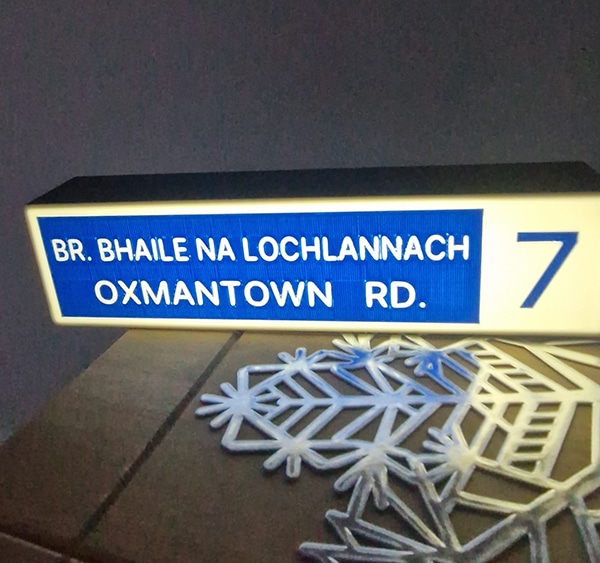 BR. BHAILE NA LOCHLANNACH
OXMANTOWN RD.
7